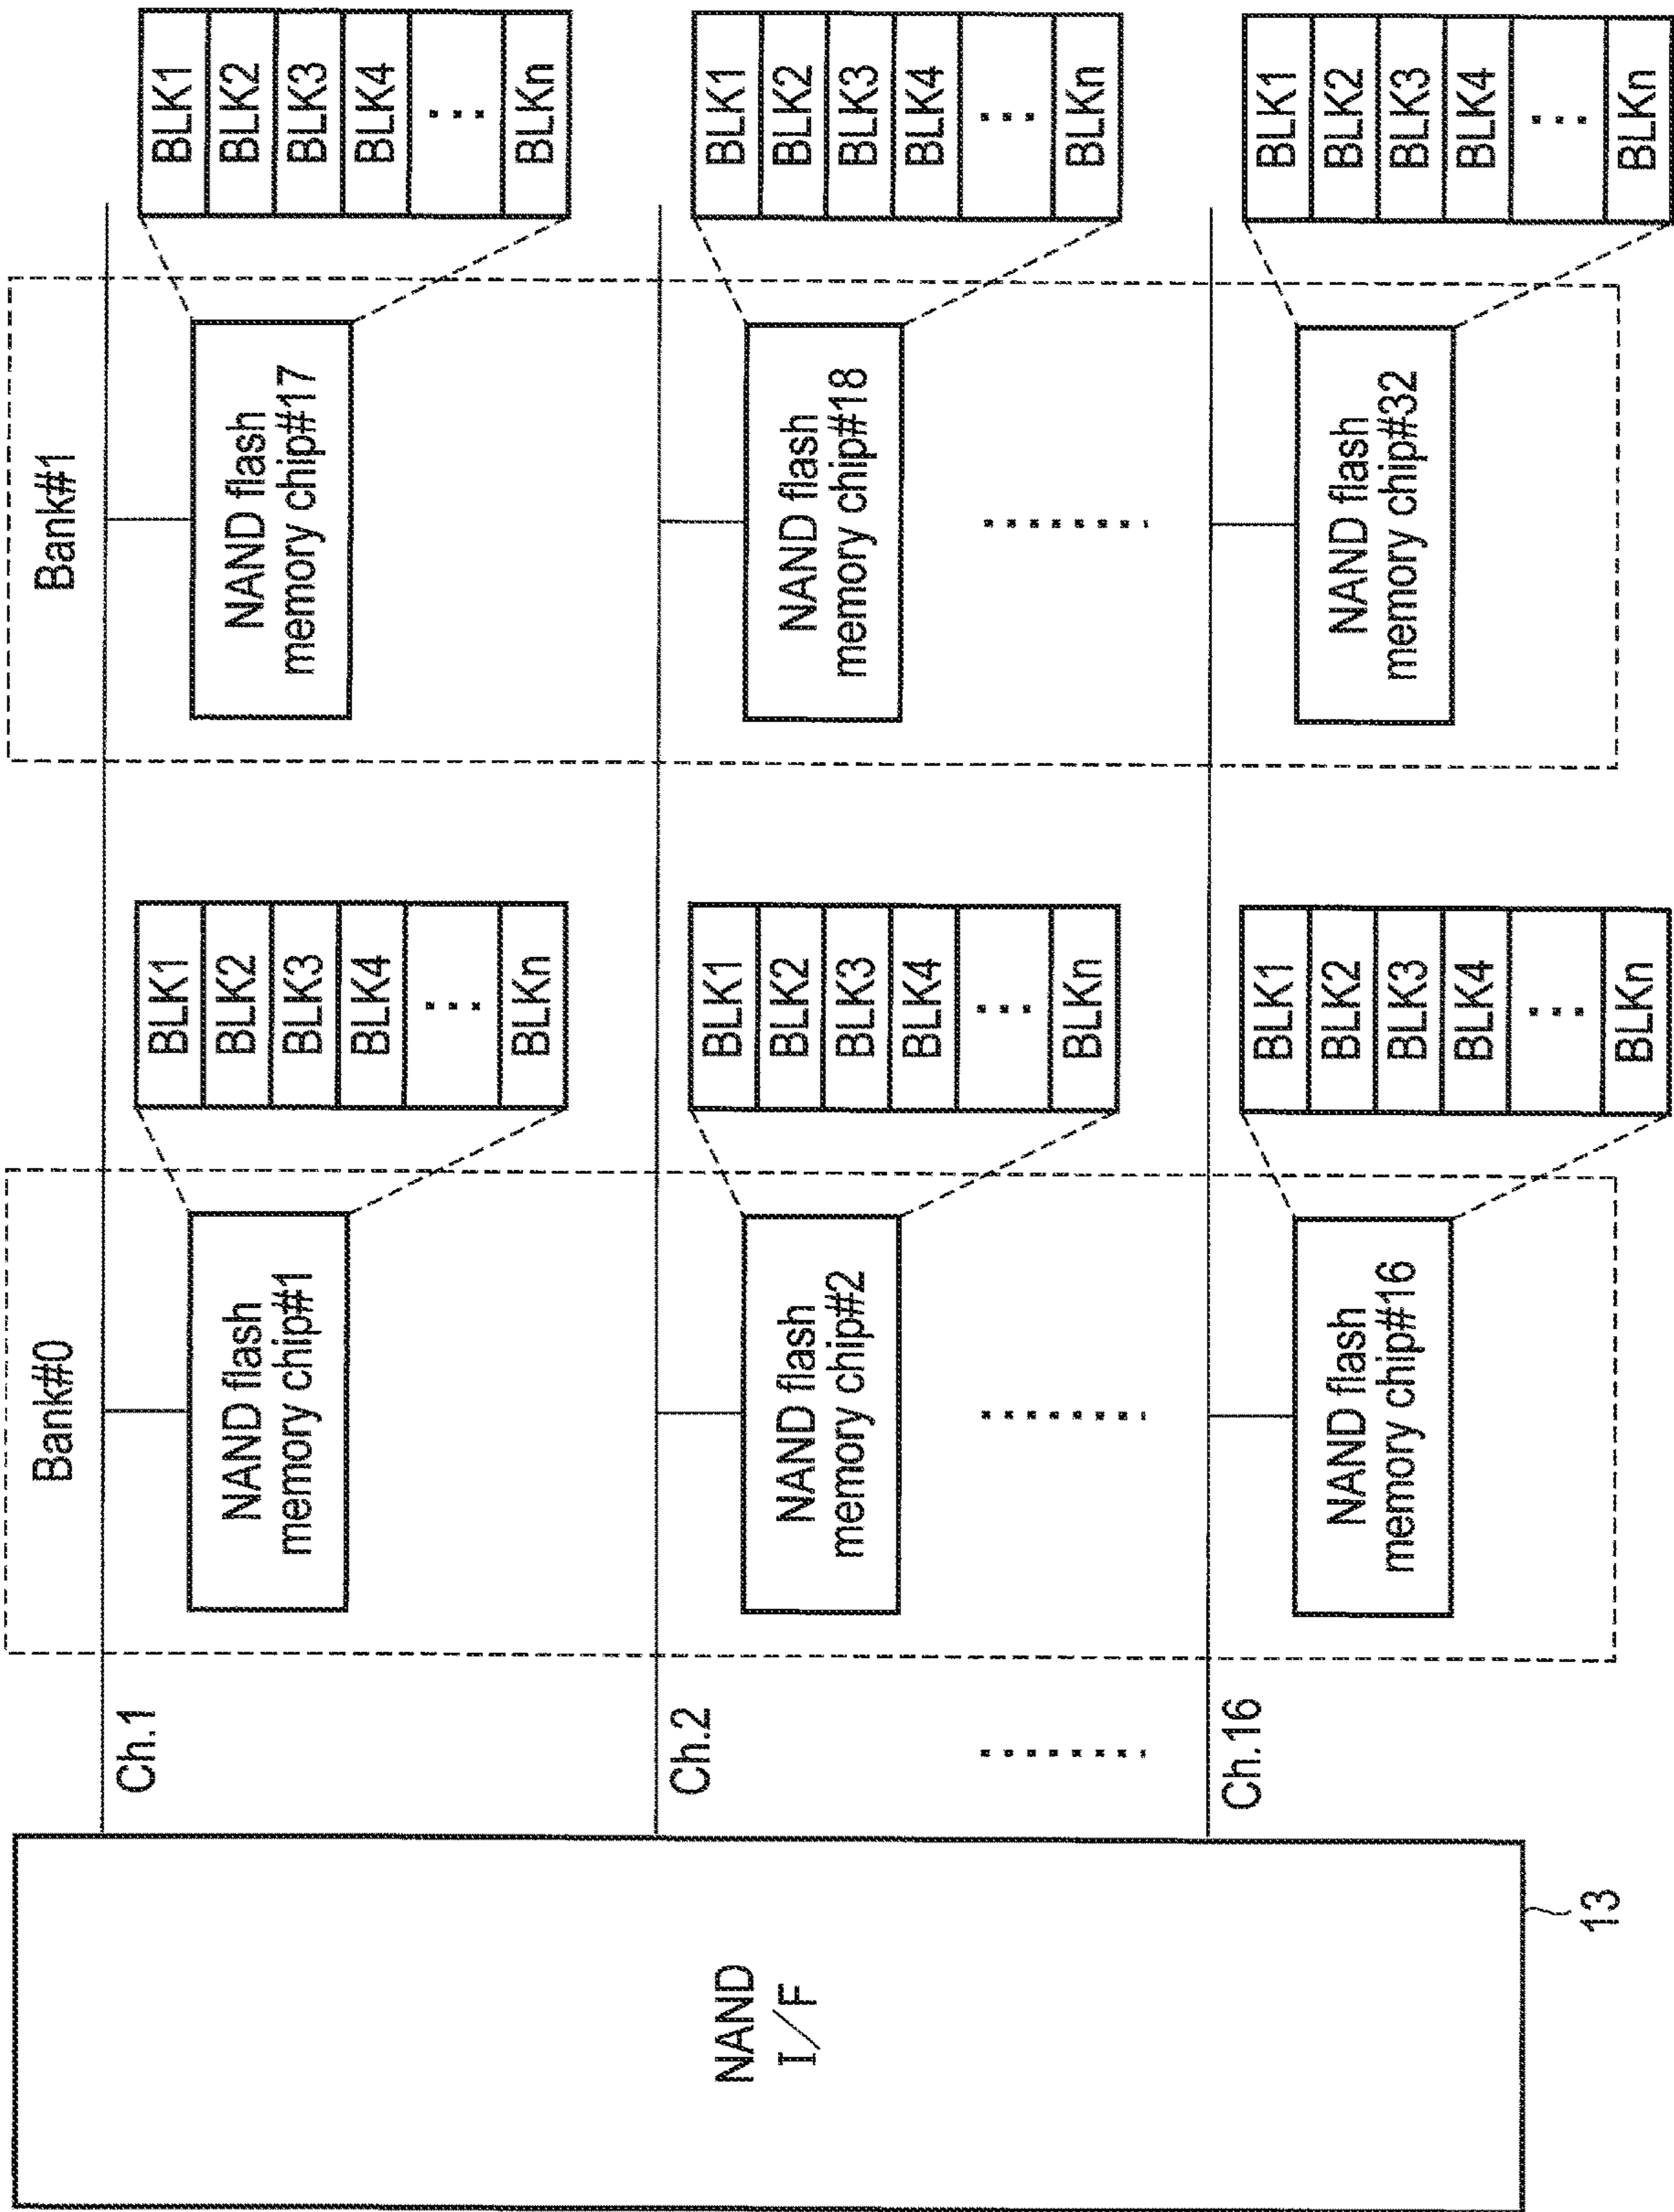 Bank#0
Bank#1
NAND
I/F
13
Ch.1
NAND flash
memory chip#1
BLK1
BLK2
BLK3
BLK4
BLKn
NAND flash
memory chip#17
BLK1
BLK2
BLK3
BLK4
BLKn
Ch.2
NAND flash
memory chip#2
BLK1
BLK2
BLK3
BLK4
BLKn
NAND flash
memory chip#18
BLK1
BLK2
BLK3
BLK4
BLKn
Ch.16
NAND flash
memory chip#16
BLK1
BLK2
BLK3
BLK4
BLKn
NAND flash
memory chip#32
BLK1
BLK2
BLK3
BLK4
BLKn